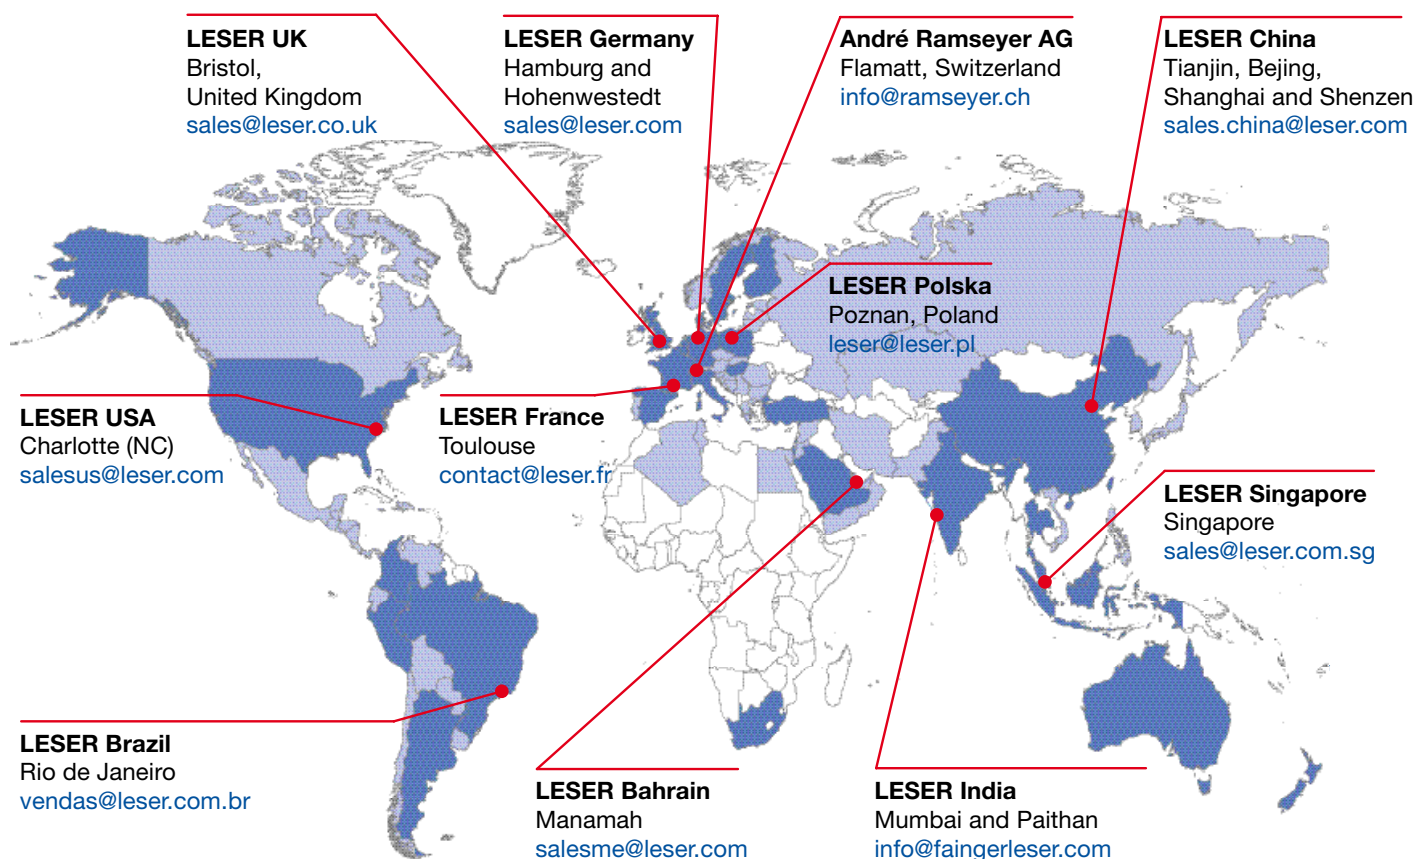 LESER UK
Bristol,
United Kingdom
sales@leser.co.uk
LESER Germany
Hamburg and
Hohenwestedt
sales@leser.com
André Ramseyer AG
Flamatt, Switzerland
info@ramseyer.ch
LESER China
Tianjin, Bejing,
Shanghai and Shenzen
sales.china@leser.com
LESER Polska
Poznan, Poland
leser@leser.pl
LESER USA
Charlotte (NC)
salesus@leser.com
LESER France
Toulouse
contact@leser.fr
LESER Singapore
Singapore
sales@leser.com.sg
LESER Brazil
Rio de Janeiro
vendas@leser.com.br
LESER Bahrain
Manamah
salesme@leser.com
LESER India
Mumbai and Paithan
info@faingerleser.com